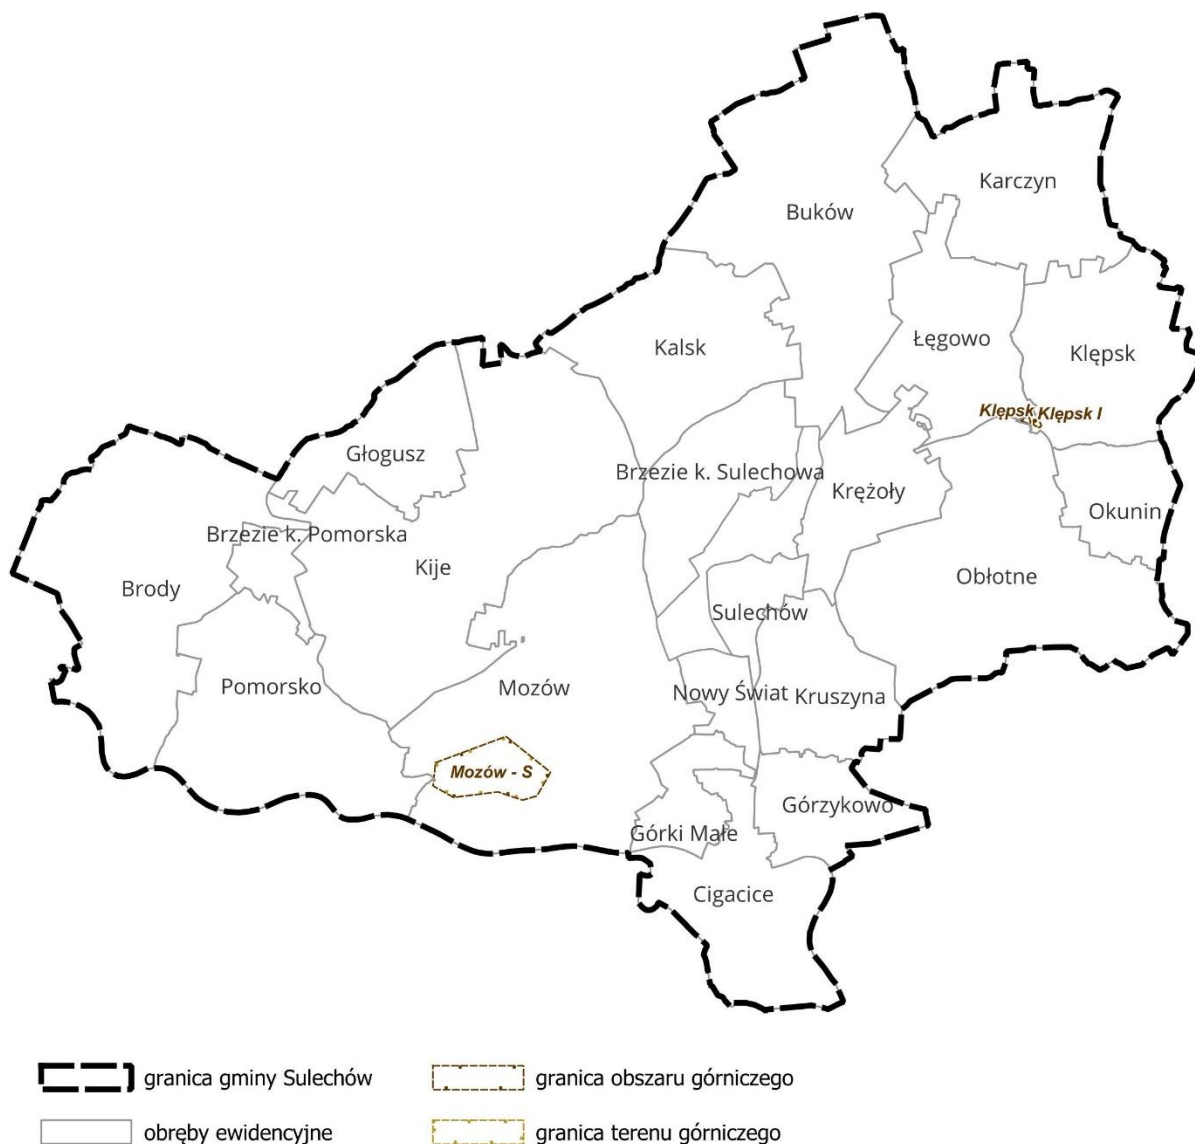 Karczyn
Buków
Łęgowo
Kalsk
Klępsk
Klępsk Klępsk I
Głogusz
Brzezie k. Sulechowa
Krężoły
Okunin
Brzezie k. Pomorska
Kije
Obłotne
Brody
Sulechów
Pomorsko
Mozów
Nowy Świat
Kruszyna
Mozów - S
Górzykowo
Górki Małe
Cigacice
granica gminy Sulechów
granica obszaru górniczego
obręby ewidencyjne
granica terenu górniczego